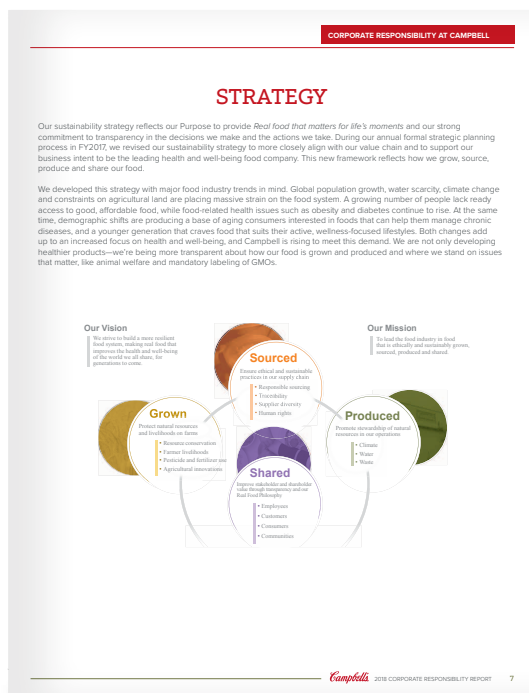 CORPORATE RESPONSIBILITY AT CAMPBELL
STRATEGY
Our sustainability strategy reflects our Purpose to provide Real food that matters for life's moments and our strong
commitment to transparency in the decisions we make and the actions we take. During our annual formal strategic planning
process in FY2017, we revised our sustainability strategy to more closely align with our value chain and to support our
business intent to be the leading health and well-being food company. This new framework reflects how we grow, source,
produce and share our food.
We developed this strategy with major food industry trends in mind. Global population growth, water scarcity, climate change
and constraints on agricultural land are placing massive strain on the food system. A growing number of people lack ready
access to good, affordable food, while food-related health issues such as obesity and diabetes continue to rise. At the same
time, demographic shifts are producing a base of aging consumers interested in foods that can help them manage chronic
diseases, and a younger generation that craves food that suits their active, wellness-focused lifestyles. Both changes add
up to an increased focus on health and well-being, and Campbell is rising to meet this demand. We are not only developing
healthier products—we're being more transparent about how our food is grown and produced and where we stand on issues
that matter, like animal welfare and mandatory labeling of GMOs.
Our Vision
We strive to build a more resilient
food system, making real food that
improves the health and well-being
of the world we all share, for
generations to come
Our Mission
To lead the food industry in food
that is ethically and sustainably grown,
sourced, produced and shared
Sourced
Ensure ethical and sustainable
practices in our supply chain
• Responsible sourcing
• Traceability
• Supplier diversity
• Human rights
Grown
Protect natural resources
and livelihoods on farms
• Resource conservation
• Farmer livelihoods
• Pesticide and fertilizer use
• Agricultural innovations
Produced
Promote stewardship of natural
resources in our operations
• Climate
• Water
• Waste
Shared
Improve stakeholder and shareholder
value through transparency and our
Real Food Philosophy
• Employees
• Customers
• Consumers
• Communities
Campbell's 2018 CORPORATE RESPONSIBILITY REPORT 7